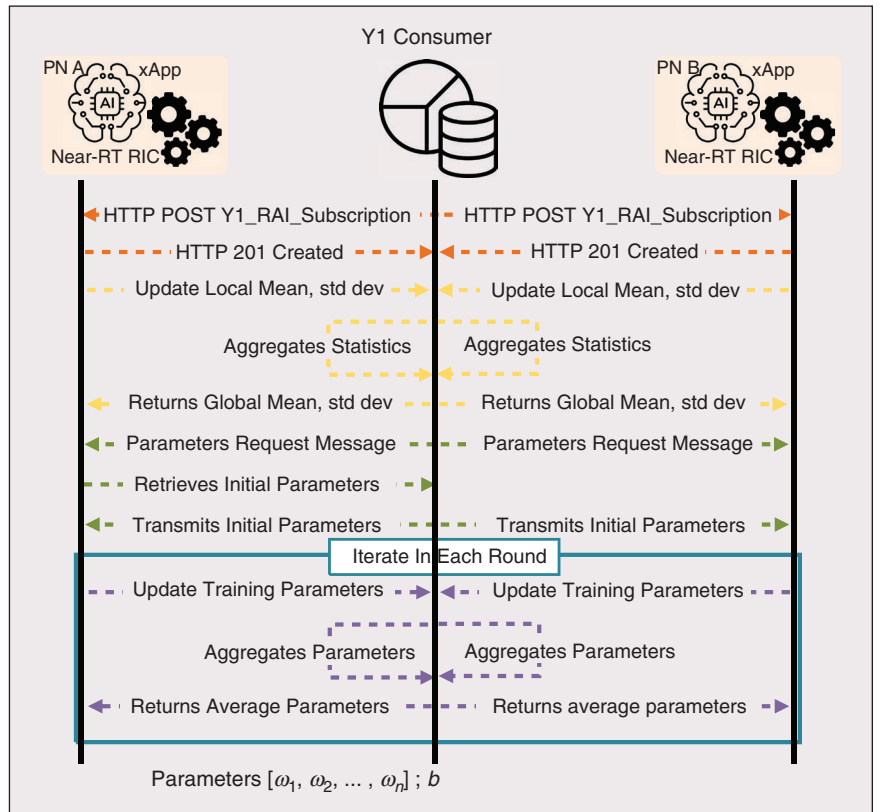 Y1 Consumer
PN A xApp
AI
Near-RT RIC
PN B xApp
AI
Near-RT RIC
HTTP POST Y1_RAI_Subscription HTTP POST Y1_RAI_Subscription
HTTP 201 Created HTTP 201 Created
Update Local Mean, std dev Update Local Mean, std dev
Aggregates Statistics Aggregates Statistics
Returns Global Mean, std dev Returns Global Mean, std dev
Parameters Request Message Parameters Request Message
Retrieves Initial Parameters
Transmits Initial Parameters Transmits Initial Parameters
Iterate In Each Round
Update Training Parameters Update Training Parameters
Aggregates Parameters Aggregates Parameters
Returns Average Parameters Returns average parameters
Parameters [ω1, ω2, ... , ωn] ; b